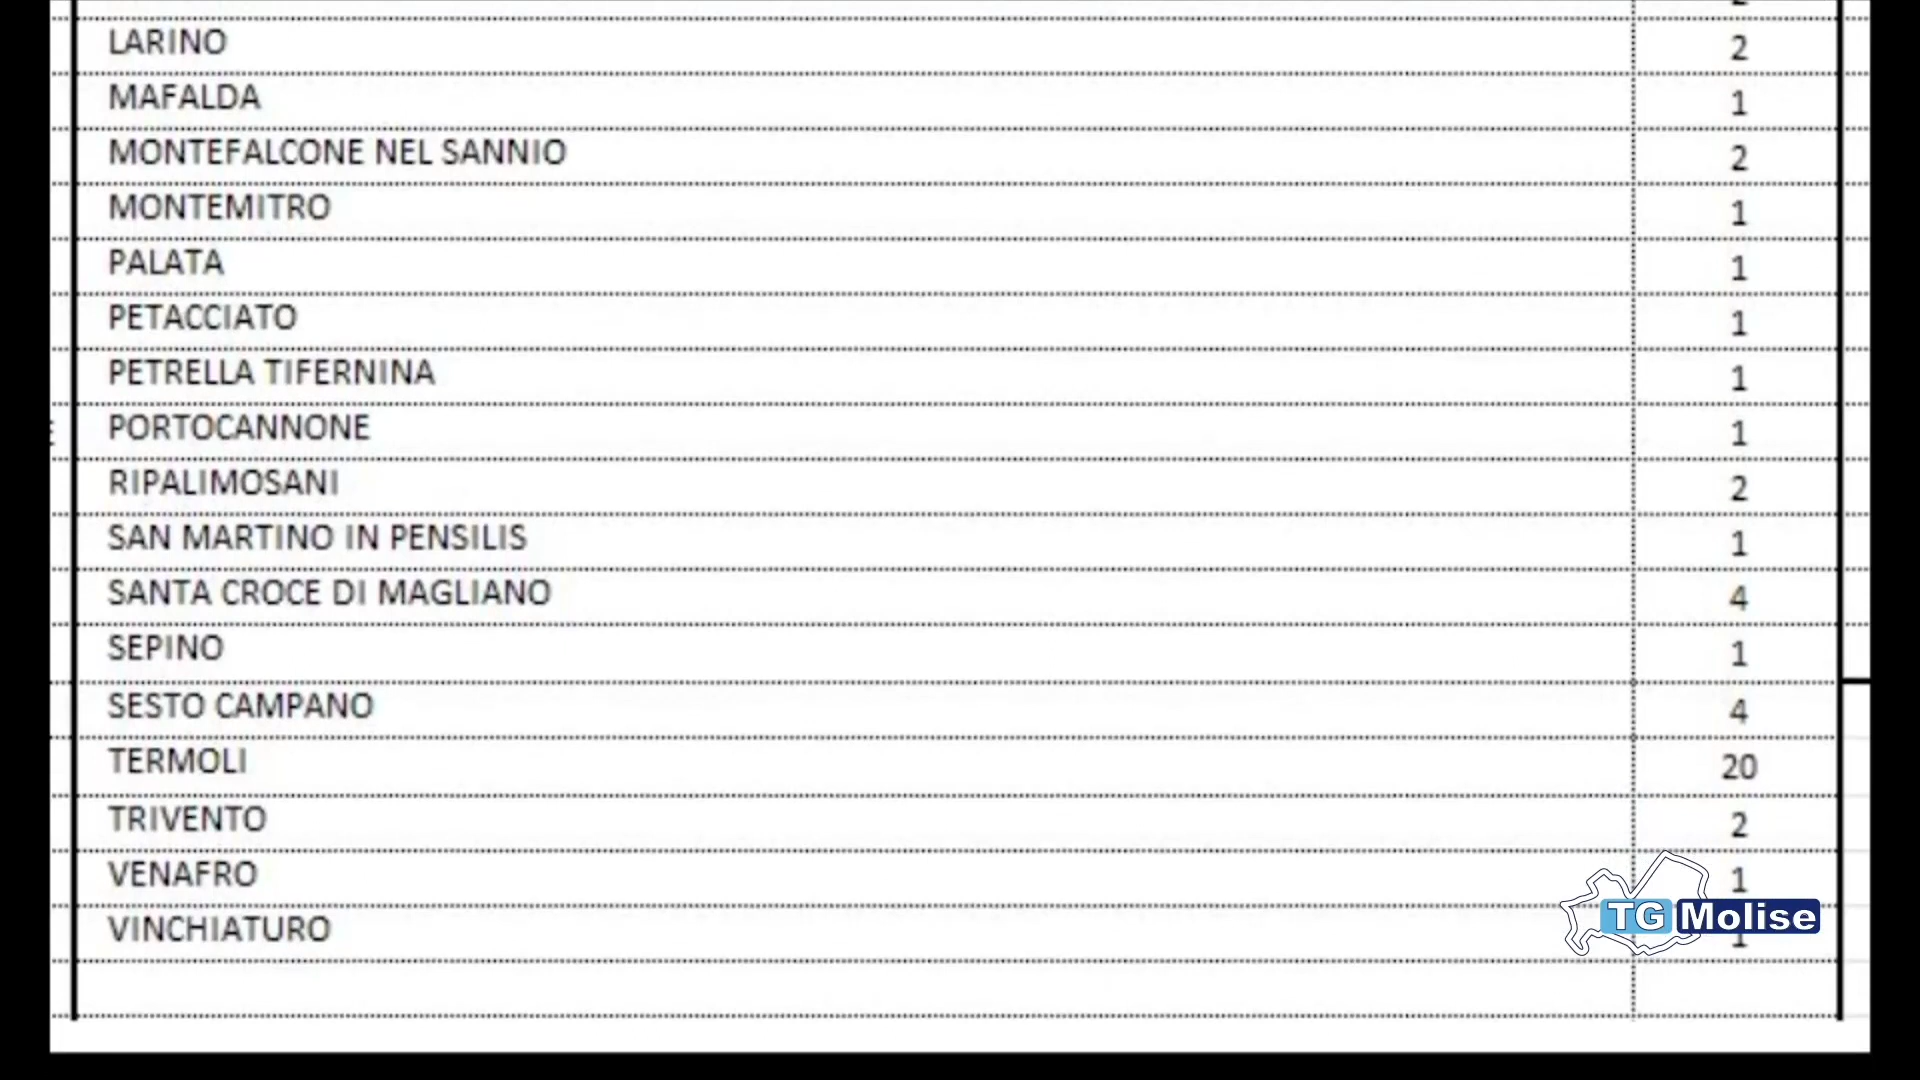 LARINO 2
MAFALDA 1
MONTEFALCONE NEL SANNIO 2
MONTEMITRO 1
PALATA 1
PETACCIATO 1
PETRELLA TIFERNINA 1
PORTOCANNONE 1
RIPALIMOSANI 2
SAN MARTINO IN PENSILIS 1
SANTA CROCE DI MAGLIANO 4
SEPINO 1
SESTO CAMPANO 4
TERMOLI 20
TRIVENTO 2
VENAFRO 1
VINCHIATURO 1
TG Molise